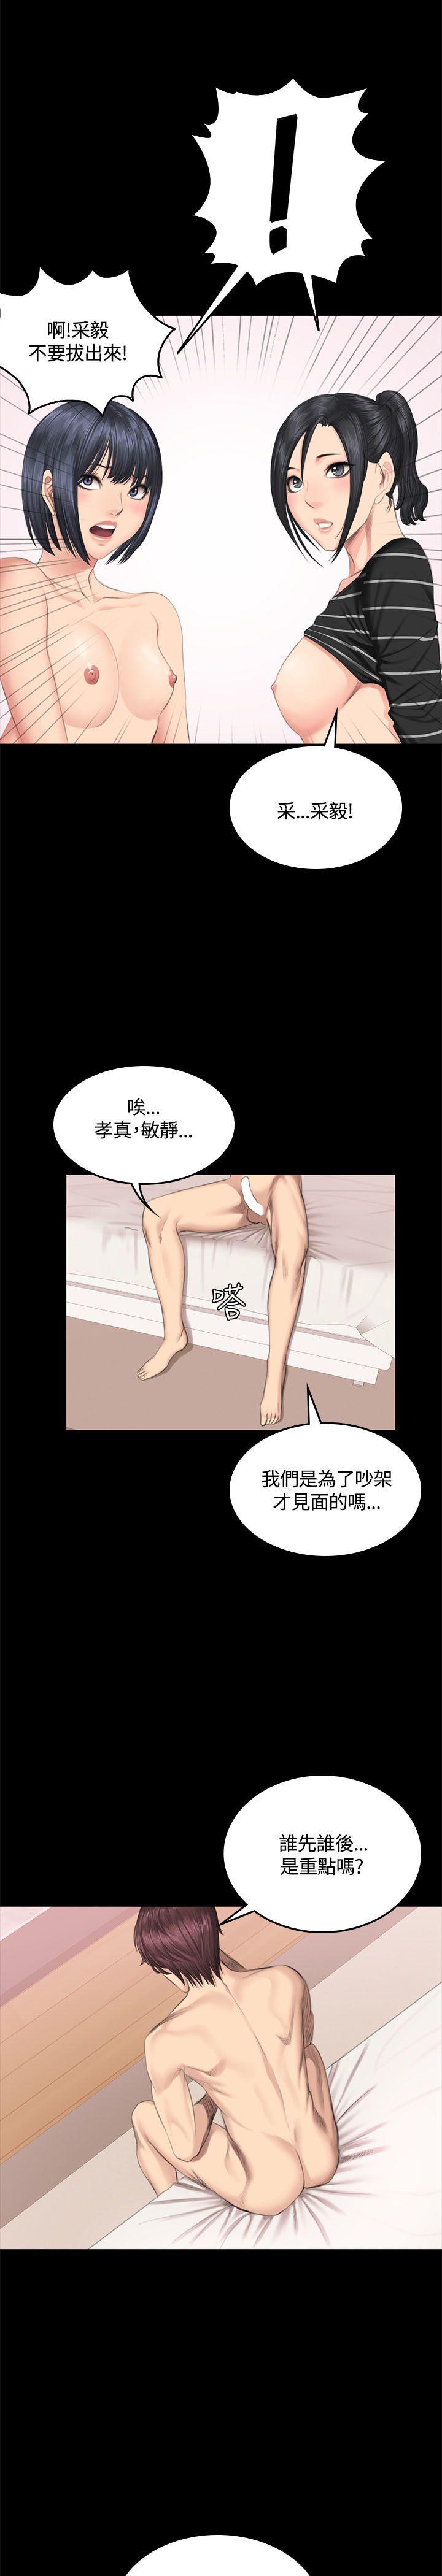 !
啊!采毅
不要拔出來!
采...采毅!
唉...
孝真,敏靜...
嗒
我們是為了吵架
才見面的嗎...
誰先誰後...
是重點嗎?